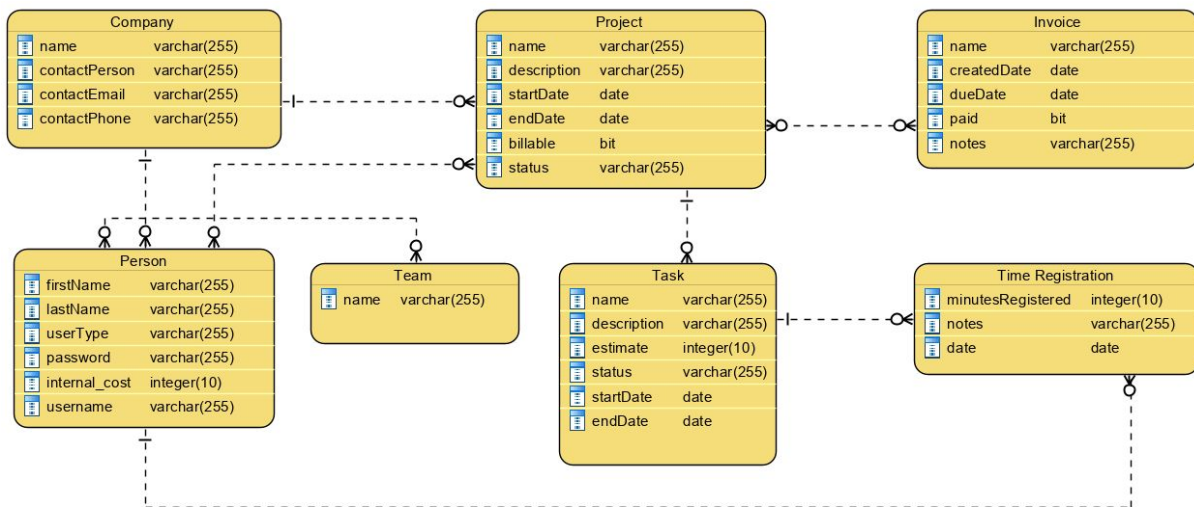 Company
name varchar(255)
contactPerson varchar(255)
contactEmail varchar(255)
contactPhone varchar(255)
Project
name varchar(255)
description varchar(255)
startDate date
endDate date
billable bit
status varchar(255)
Invoice
name varchar(255)
createdDate date
dueDate date
paid bit
notes varchar(255)
Person
firstName varchar(255)
lastName varchar(255)
userType varchar(255)
password varchar(255)
internal_cost integer(10)
username varchar(255)
Team
name varchar(255)
Task
name varchar(255)
description varchar(255)
estimate integer(10)
status varchar(255)
startDate date
endDate date
Time Registration
minutesRegistered integer(10)
notes varchar(255)
date date